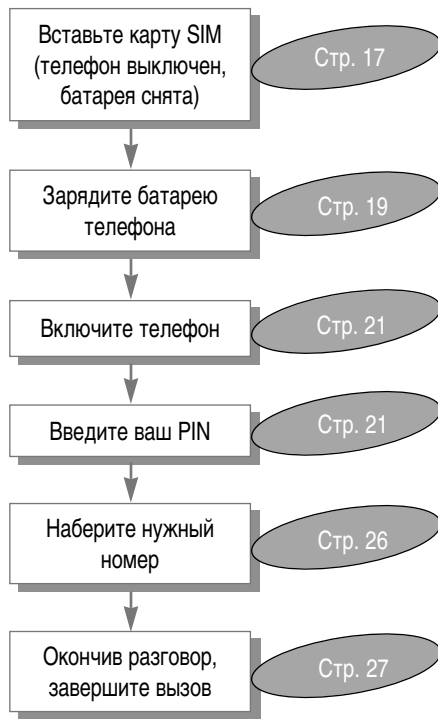 Вставьте карту SIM
(телефон выключен,
батарея снята)
Стр. 17
Зарядите батарею
телефона
Стр. 19
Включите телефон
Стр. 21
Введите ваш PIN
Стр. 21
Наберите нужный
номер
Стр. 26
Окончив разговор,
завершите вызов
Стр. 27